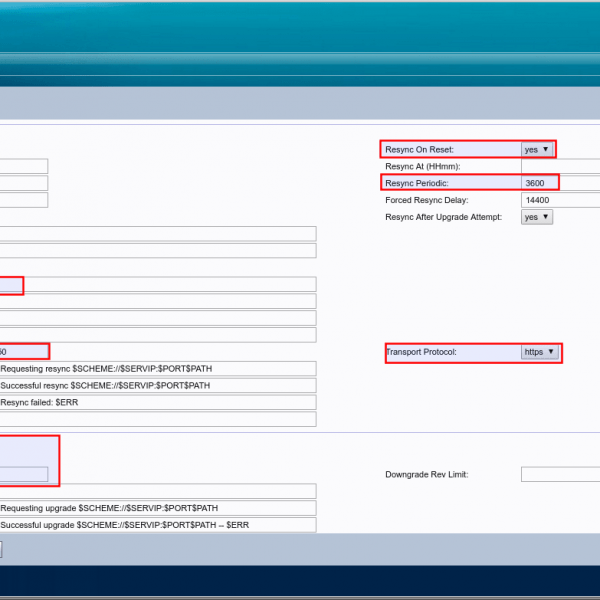 Resync On Reset: yes
Resync At (HHmm):
Resync Periodic: 3600
Forced Resync Delay: 14400
Resync After Upgrade Attempt: yes
Transport Protocol: https
Requesting resync $SCHEME://$SERVIP:$PORT$PATH
Successful resync $SCHEME://$SERVIP:$PORT$PATH
Resync failed: $ERR
Downgrade Rev Limit:
Requesting upgrade $SCHEME://$SERVIP:$PORT$PATH
Successful upgrade $SCHEME://$SERVIP:$PORT$PATH -- $ERR